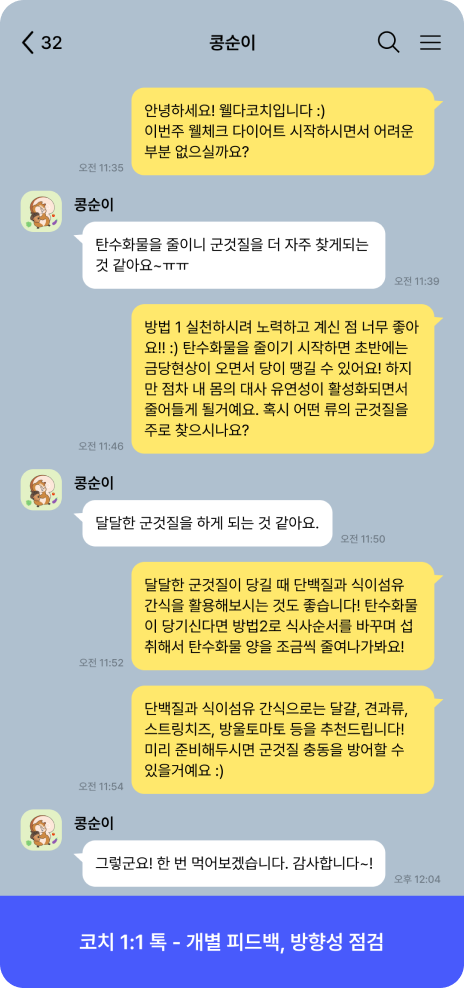 32
콩순이
안녕하세요! 웰다코치입니다 :)
이번주 웰체크 다이어트 시작하시면서 어려운
부분 없으실까요?
오전 11:35
콩순이
탄수화물을 줄이니 군것질을 더 자주 찾게되는
것 같아요~ㅠㅠ
오전 11:39
방법 1 실천하시려 노력하고 계신 점 너무 좋아
요!! :) 탄수화물을 줄이기 시작하면 초반에는
금당현상이 오면서 당이 땡길 수 있어요! 하지
만 점차 내 몸의 대사 유연성이 활성화되면서
줄어들게 될거예요. 혹시 어떤 류의 군것질을
주로 찾으시나요?
오전 11:46
콩순이
달달한 군것질을 하게 되는 것 같아요.
오전 11:50
달달한 군것질이 당길 때 단백질과 식이섬유
간식을 활용해보시는 것도 좋습니다! 탄수화물
이 당기신다면 방법2로 식사순서를 바꾸며 섭
취해서 탄수화물 양을 조금씩 줄여나가봐요!
오전 11:52
단백질과 식이섬유 간식으로는 달걀, 견과류,
스트링치즈, 방울토마토 등을 추천드립니다!
미리 준비해두시면 군것질 충동을 방어할 수
있을거예요 :)
오전 11:54
콩순이
그렇군요! 한 번 먹어보겠습니다. 감사합니다~!
오후 12:04
코치 1:1 톡 - 개별 피드백, 방향성 점검